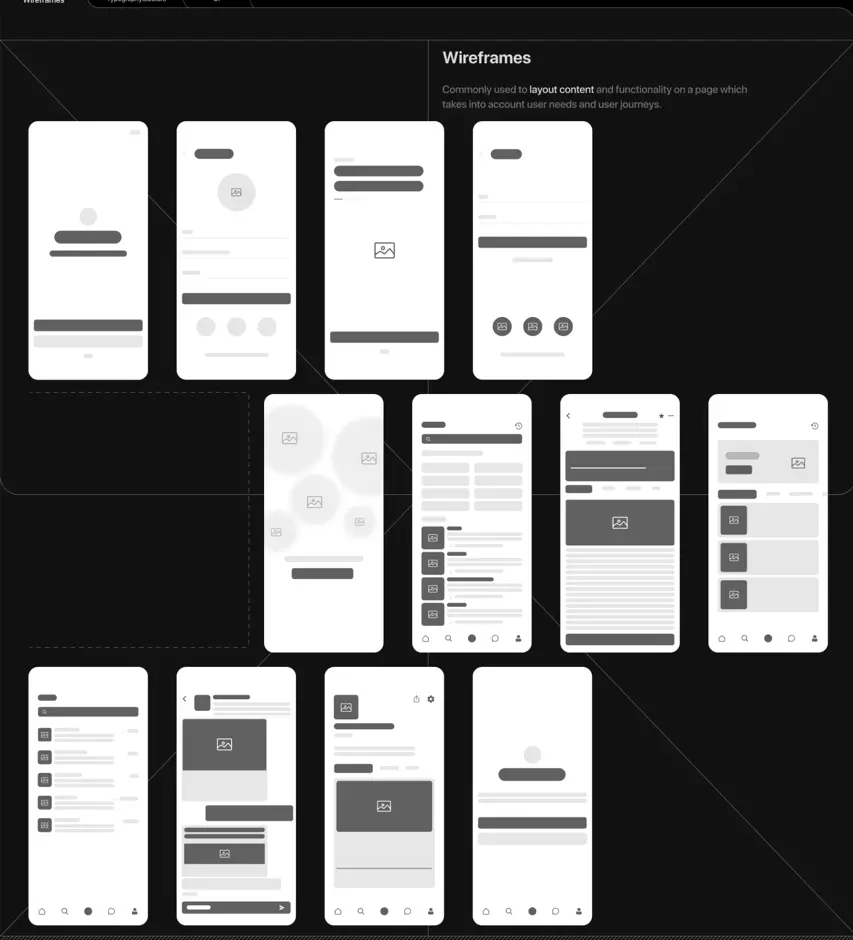 Wireframes
Wireframes
Commonly used to layout content and functionality on a page which
takes into account user needs and user journeys.